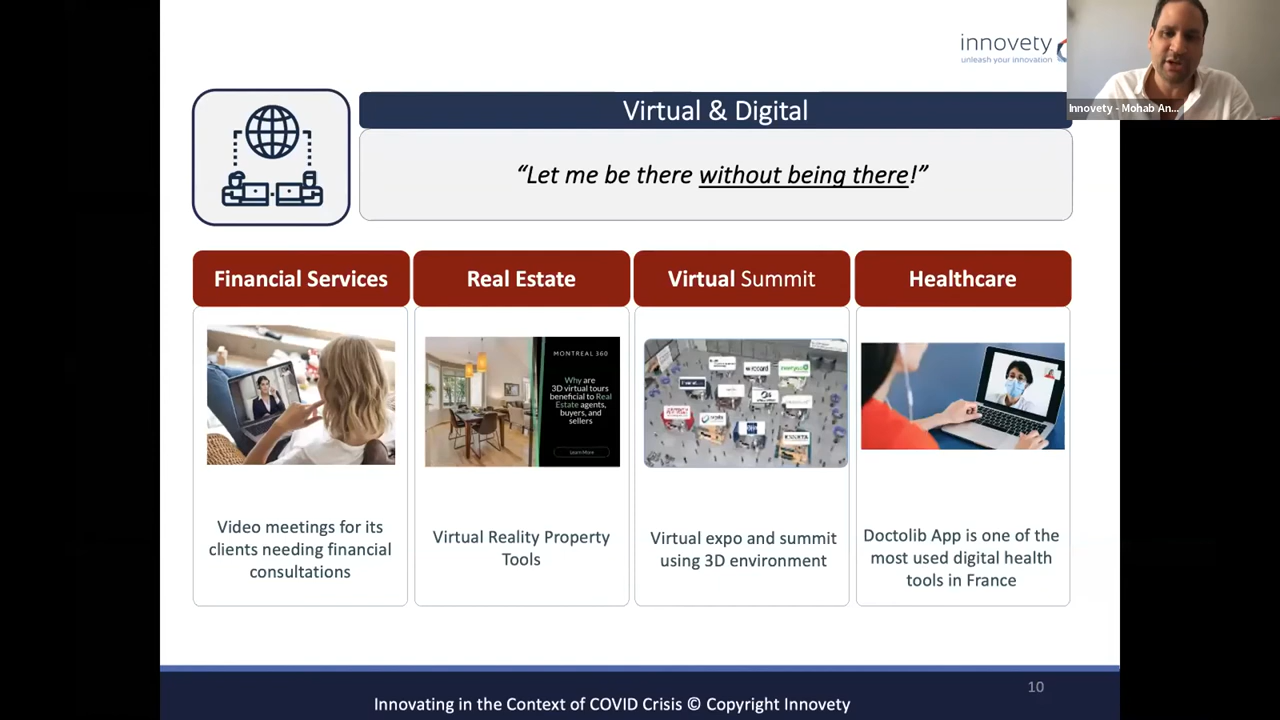 innovety
unleash your innovation
Innovety - Mohab An...
Virtual & Digital
“Let me be there without being there!”
Financial Services
Real Estate
Virtual Summit
Healthcare
MONTREAL 360
Why are
3D virtual tours
beneficial to Real
Estate agents,
buyers, and
sellers
Learn More
wirecard
Video meetings for its
clients needing financial
consultations
Virtual Reality Property
Tools
Virtual expo and summit
using 3D environment
Doctolib App is one of the
most used digital health
tools in France
10
Innovating in the Context of COVID Crisis © Copyright Innovety